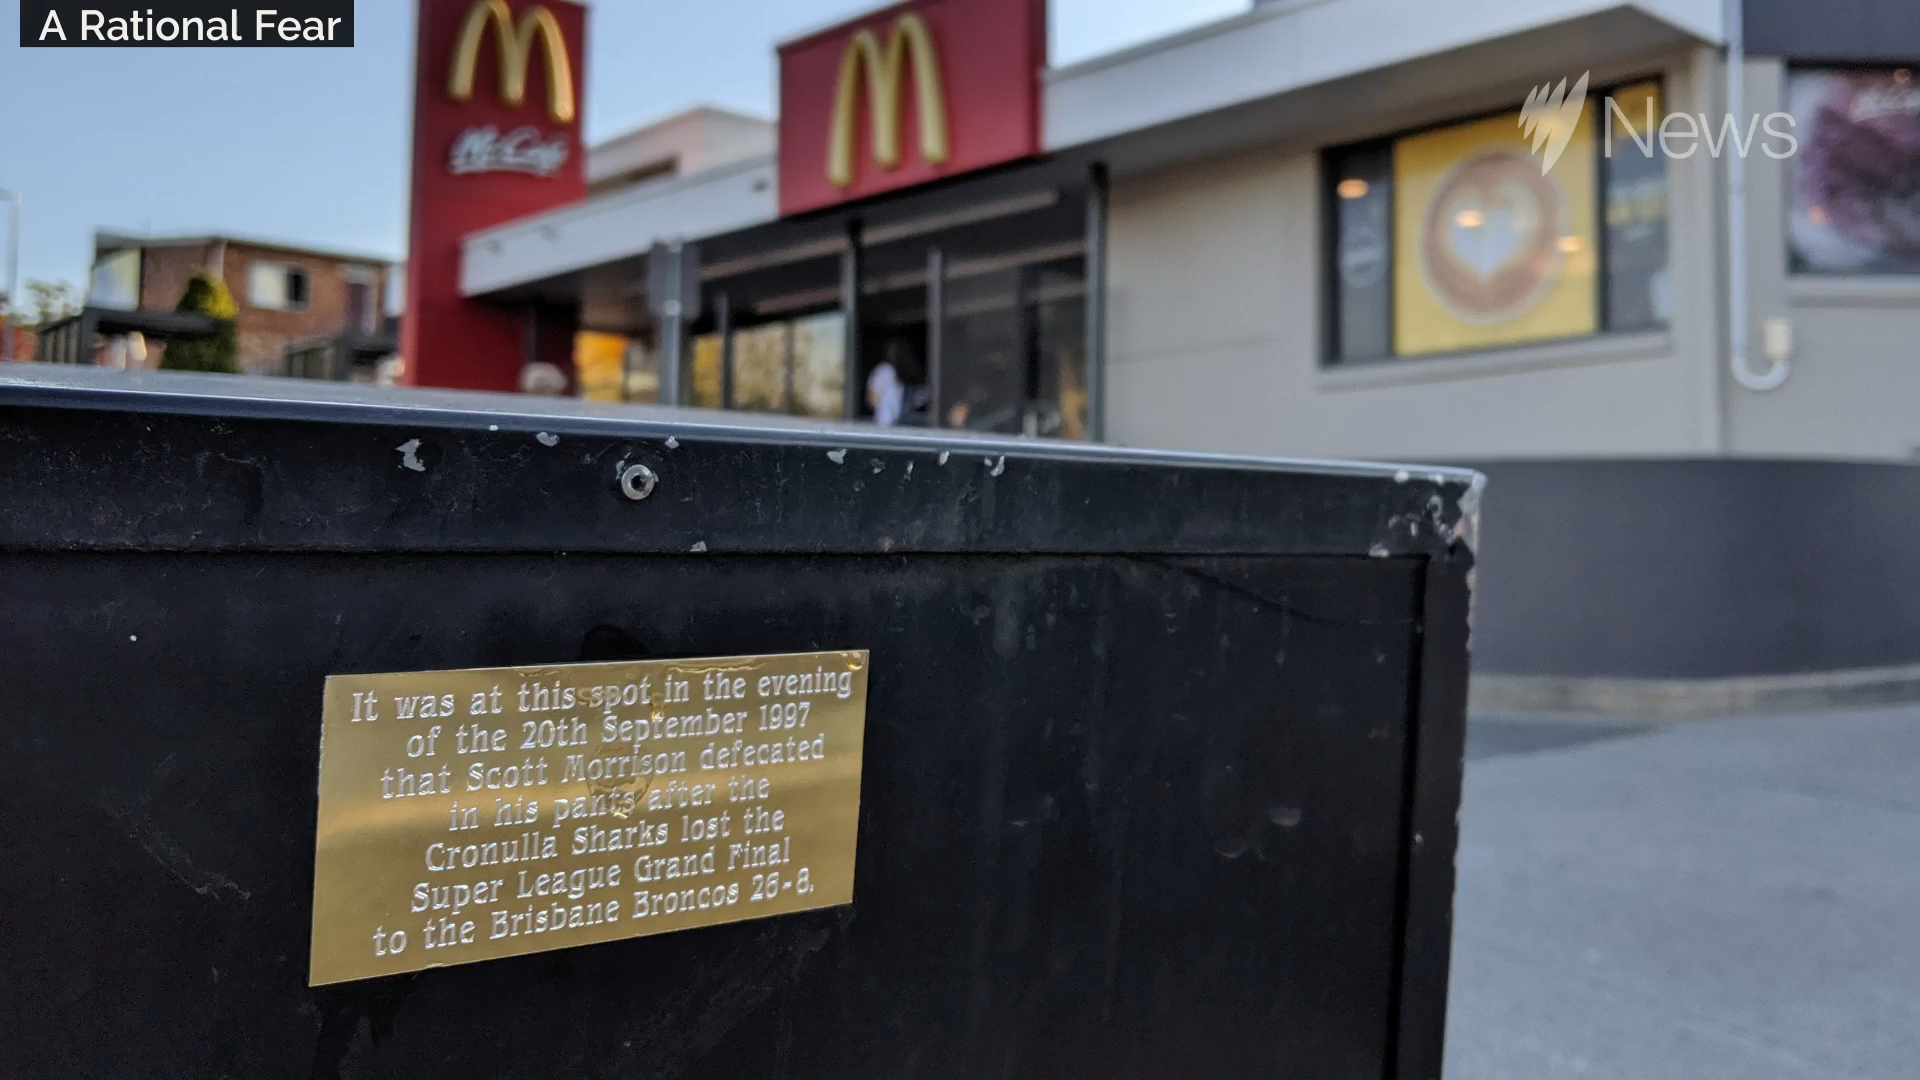 A Rational Fear
McCafé
News
It was at this spot in the evening
of the 20th September 1997
that Scott Morrison defecated
in his pants after the
Cronulla Sharks lost the
Super League Grand Final
to the Brisbane Broncos 26-8.